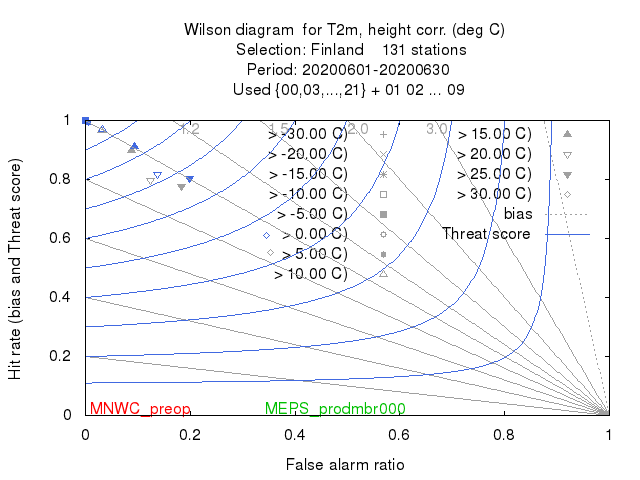 Wilson diagram for T2m, height corr. (deg C)
Selection: Finland 131 stations
Period: 20200601-20200630
Used {00,03,...,21} + 01 02 ... 09
1.2 1.5 2.0 3.0
> -30.00 C)
> -20.00 C)
> -15.00 C)
> -10.00 C)
> -5.00 C)
> 0.00 C)
> 5.00 C)
> 10.00 C)
> 15.00 C)
> 20.00 C)
> 25.00 C)
> 30.00 C)
bias
Threat score
Hit rate (bias and Threat score)
1
0.8
0.6
0.4
0.2
0
MNWC_preop MEPS_prodmbr000
0 0.2 0.4 0.6 0.8 1
False alarm ratio